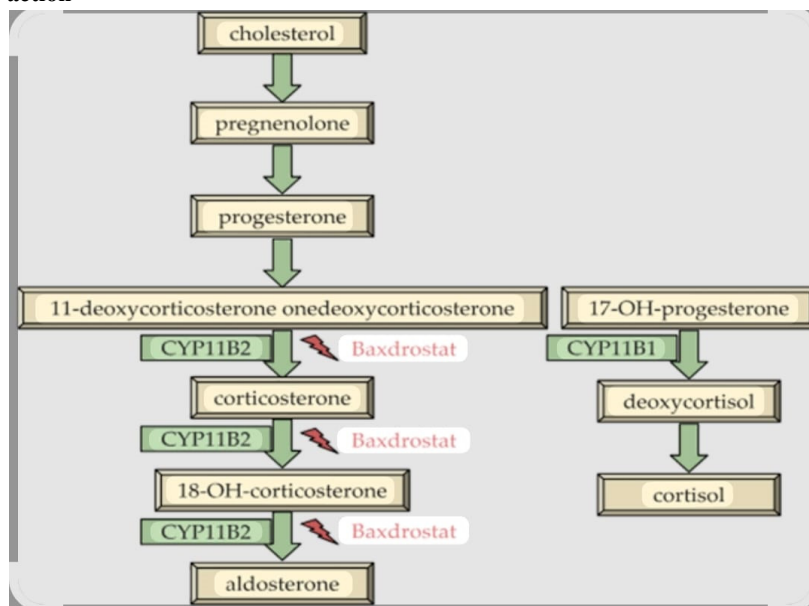 action
cholesterol
pregnenolone
progesterone
11-deoxycorticosterone onedeoxycorticosterone
17-OH-progesterone
CYP11B2
Baxdrostat
CYP11B1
corticosterone
deoxycortisol
CYP11B2
Baxdrostat
18-OH-corticosterone
cortisol
CYP11B2
Baxdrostat
aldosterone